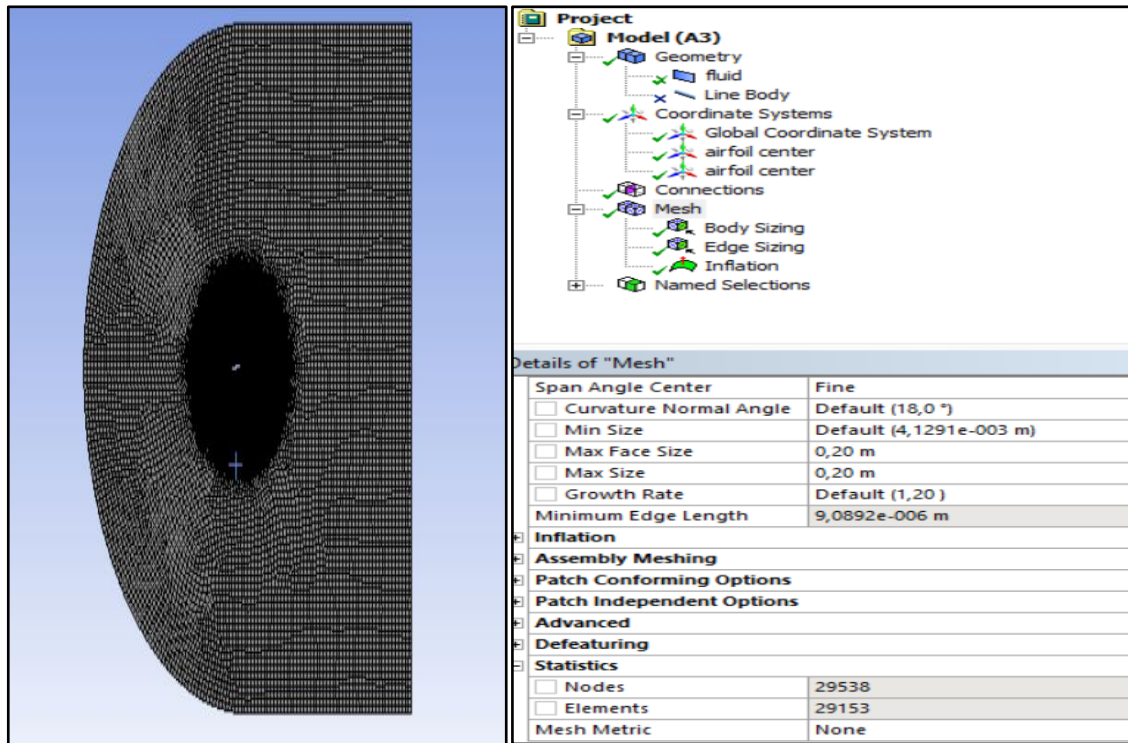 Project
Model (A3)
Geometry
fluid
Line Body
Coordinate Systems
Global Coordinate System
airfoil center
airfoil center
Connections
Mesh
Body Sizing
Edge Sizing
Inflation
Named Selections
Details of "Mesh"
Span Angle Center Fine
Curvature Normal Angle Default (18,0 °)
Min Size Default (4,1291e-003 m)
Max Face Size 0,20 m
Max Size 0,20 m
Growth Rate Default (1,20 )
Minimum Edge Length 9,0892e-006 m
Inflation
Assembly Meshing
Patch Conforming Options
Patch Independent Options
Advanced
Defeaturing
Statistics
Nodes 29538
Elements 29153
Mesh Metric None